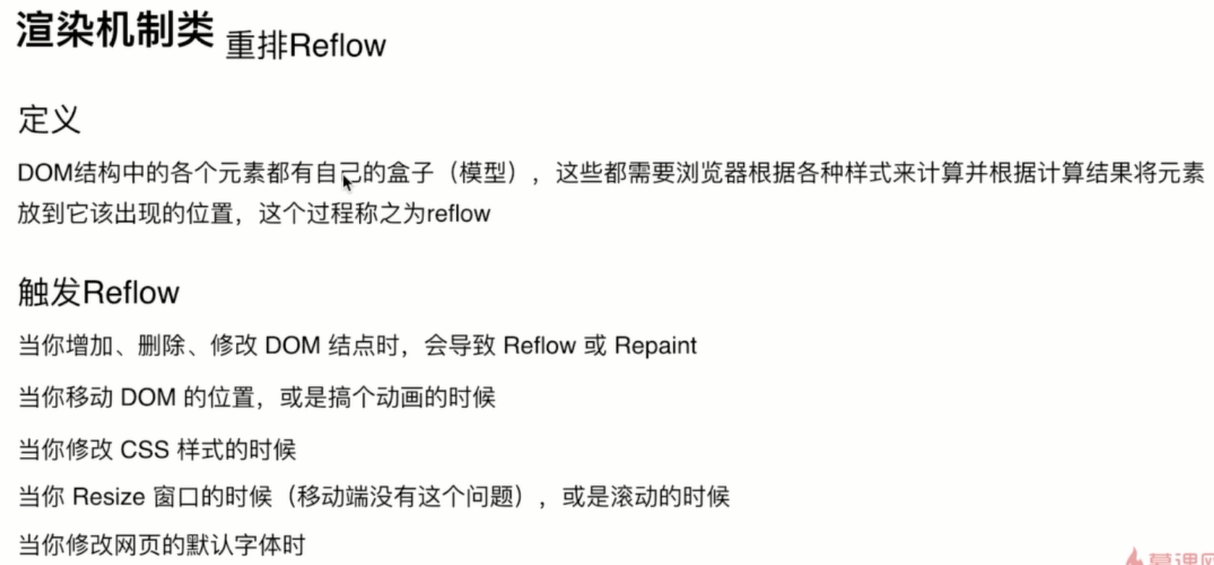 渲染机制类 重排Reflow
定义
DOM结构中的各个元素都有自己的盒子（模型），这些都需要浏览器根据各种样式来计算并根据计算结果将元素
放到它该出现的位置，这个过程称之为reflow
触发Reflow
当你增加、删除、修改 DOM 结点时，会导致 Reflow 或 Repaint
当你移动 DOM 的位置，或是搞个动画的时候
当你修改 CSS 样式的时候
当你 Resize 窗口的时候（移动端没有这个问题），或是滚动的时候
当你修改网页的默认字体时
慕课网